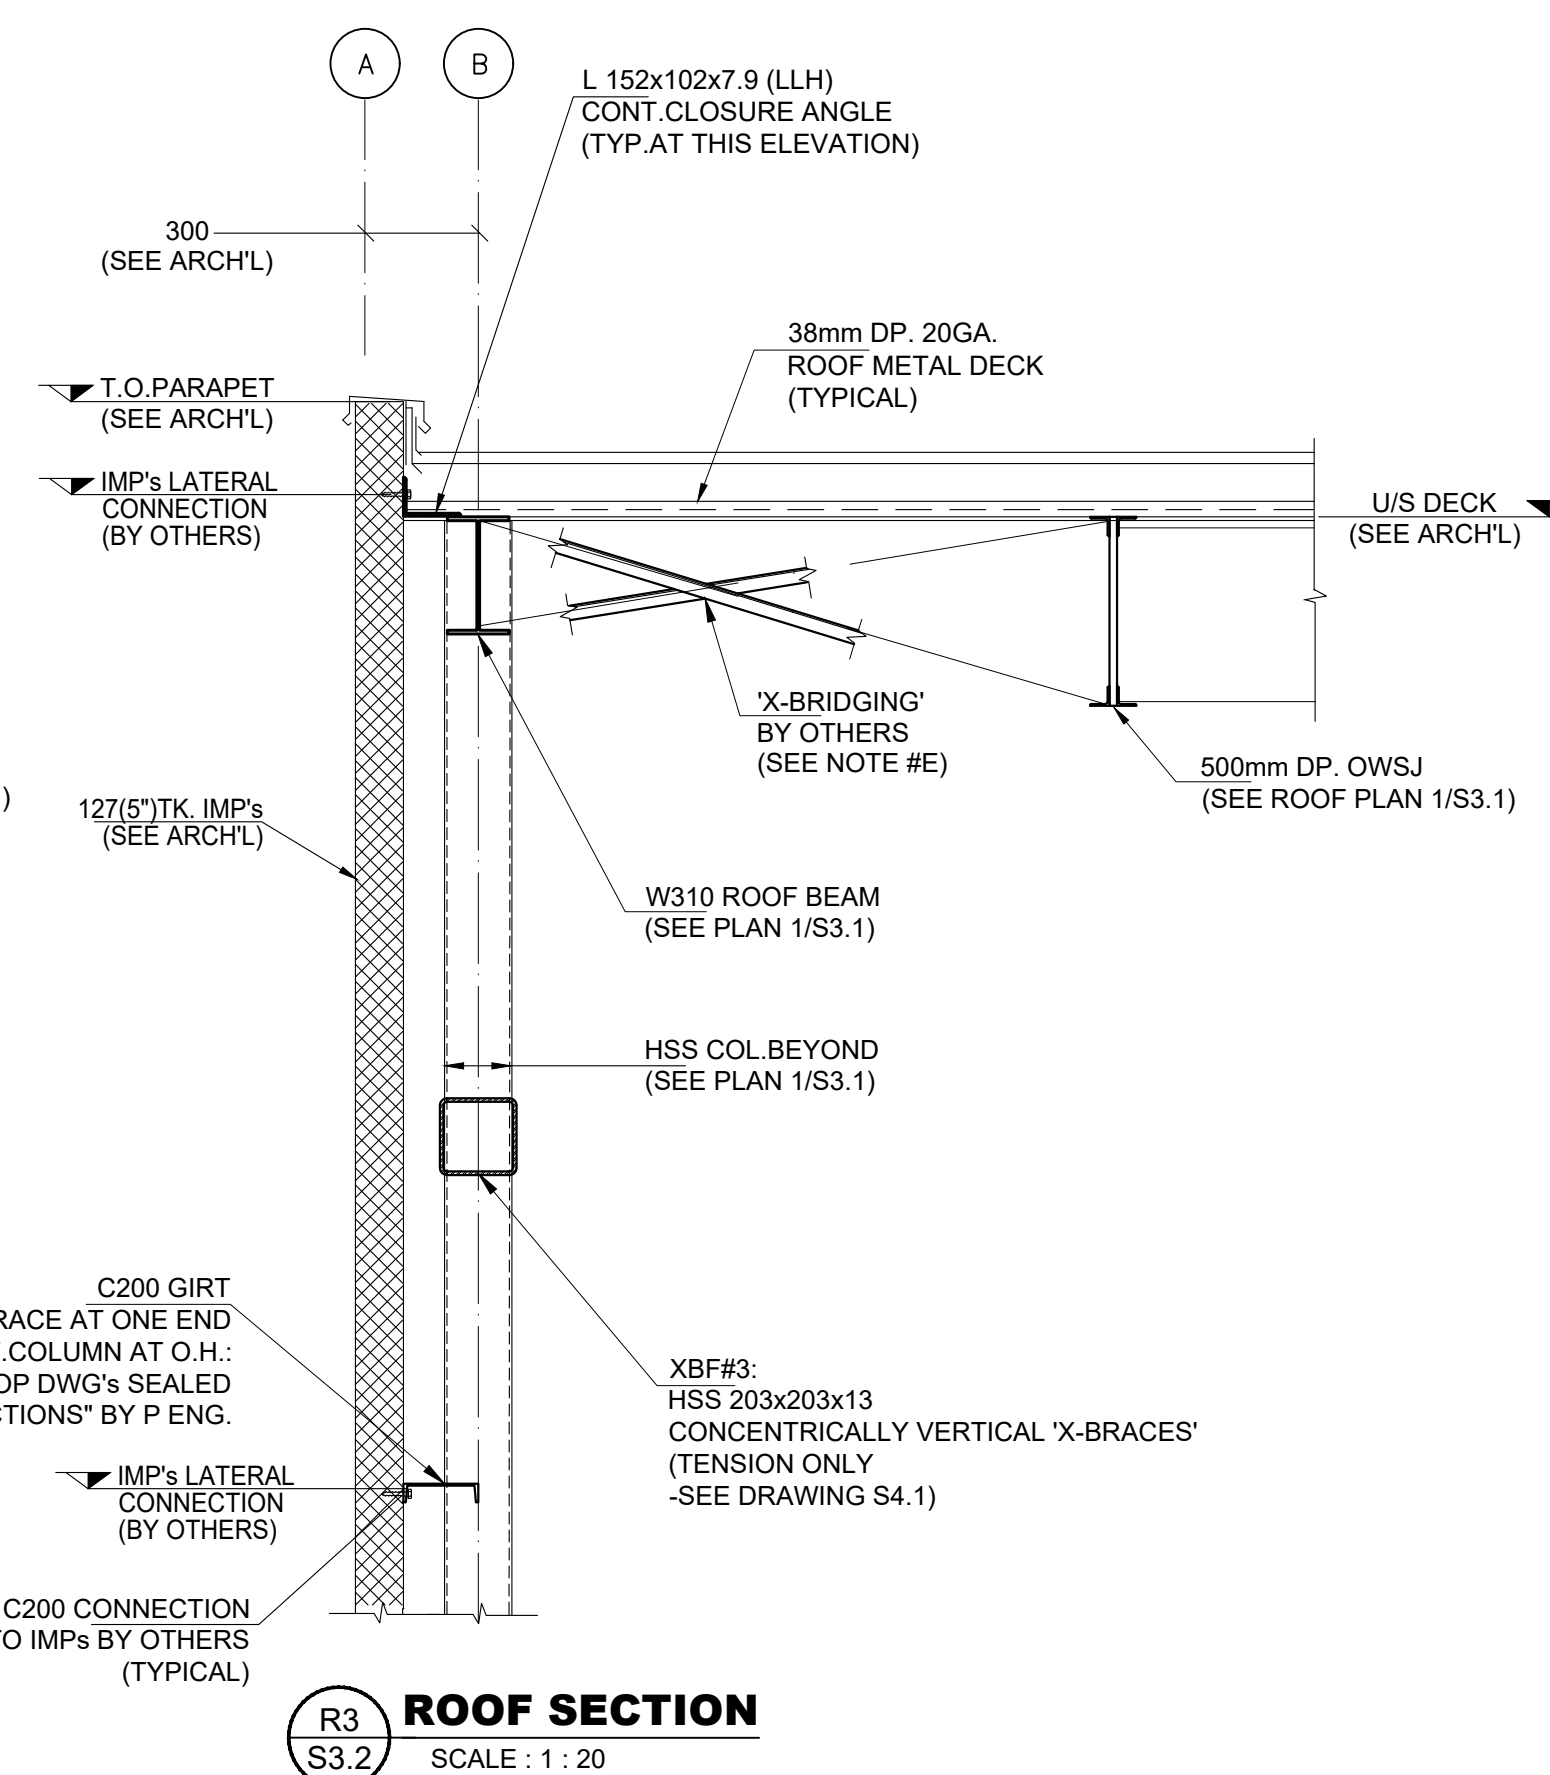 A
B
L 152x102x7.9 (LLH)
CONT.CLOSURE ANGLE
(TYP.AT THIS ELEVATION)
300
(SEE ARCH'L)
38mm DP. 20GA.
ROOF METAL DECK
(TYPICAL)
T.O.PARAPET
(SEE ARCH'L)
IMP's LATERAL
CONNECTION
(BY OTHERS)
U/S DECK
(SEE ARCH'L)
'X-BRIDGING'
BY OTHERS
(SEE NOTE #E)
500mm DP. OWSJ
(SEE ROOF PLAN 1/S3.1)
)
127(5")TK. IMP's
(SEE ARCH'L)
W310 ROOF BEAM
(SEE PLAN 1/S3.1)
HSS COL.BEYOND
(SEE PLAN 1/S3.1)
C200 GIRT
RACE AT ONE END
.COLUMN AT O.H.:
OP DWG's SEALED
CTIONS" BY P ENG.
XBF#3:
HSS 203x203x13
CONCENTRICALLY VERTICAL 'X-BRACES'
(TENSION ONLY
-SEE DRAWING S4.1)
IMP's LATERAL
CONNECTION
(BY OTHERS)
C200 CONNECTION
TO IMPs BY OTHERS
(TYPICAL)
R3
S3.2
ROOF SECTION
SCALE : 1 : 20